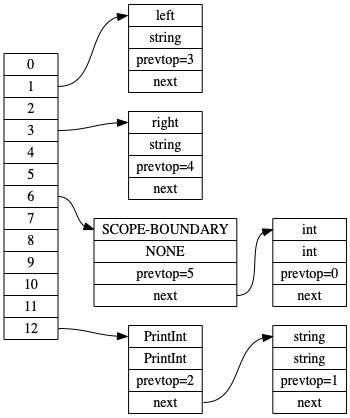 0
1
2
3
4
5
6
7
8
9
10
11
12
left
string
prevtop=3
next
right
string
prevtop=4
next
SCOPE-BOUNDARY
NONE
prevtop=5
next
int
int
prevtop=0
next
PrintInt
PrintInt
prevtop=2
next
string
string
prevtop=1
next